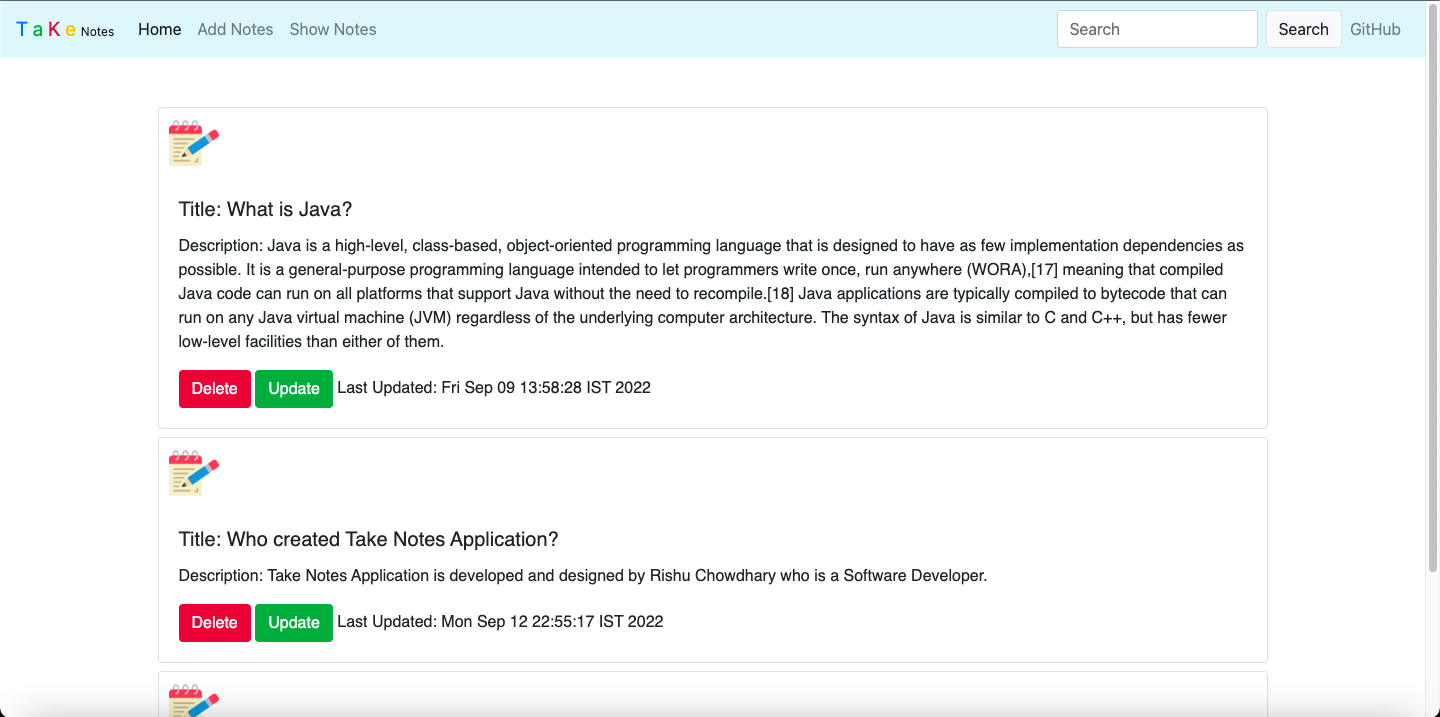 T a K e Notes Home Add Notes Show Notes Search Search GitHub
Title: What is Java?
Description: Java is a high-level, class-based, object-oriented programming language that is designed to have as few implementation dependencies as
possible. It is a general-purpose programming language intended to let programmers write once, run anywhere (WORA),[17] meaning that compiled
Java code can run on all platforms that support Java without the need to recompile.[18] Java applications are typically compiled to bytecode that can
run on any Java virtual machine (JVM) regardless of the underlying computer architecture. The syntax of Java is similar to C and C++, but has fewer
low-level facilities than either of them.
Delete Update Last Updated: Fri Sep 09 13:58:28 IST 2022
Title: Who created Take Notes Application?
Description: Take Notes Application is developed and designed by Rishu Chowdhary who is a Software Developer.
Delete Update Last Updated: Mon Sep 12 22:55:17 IST 2022